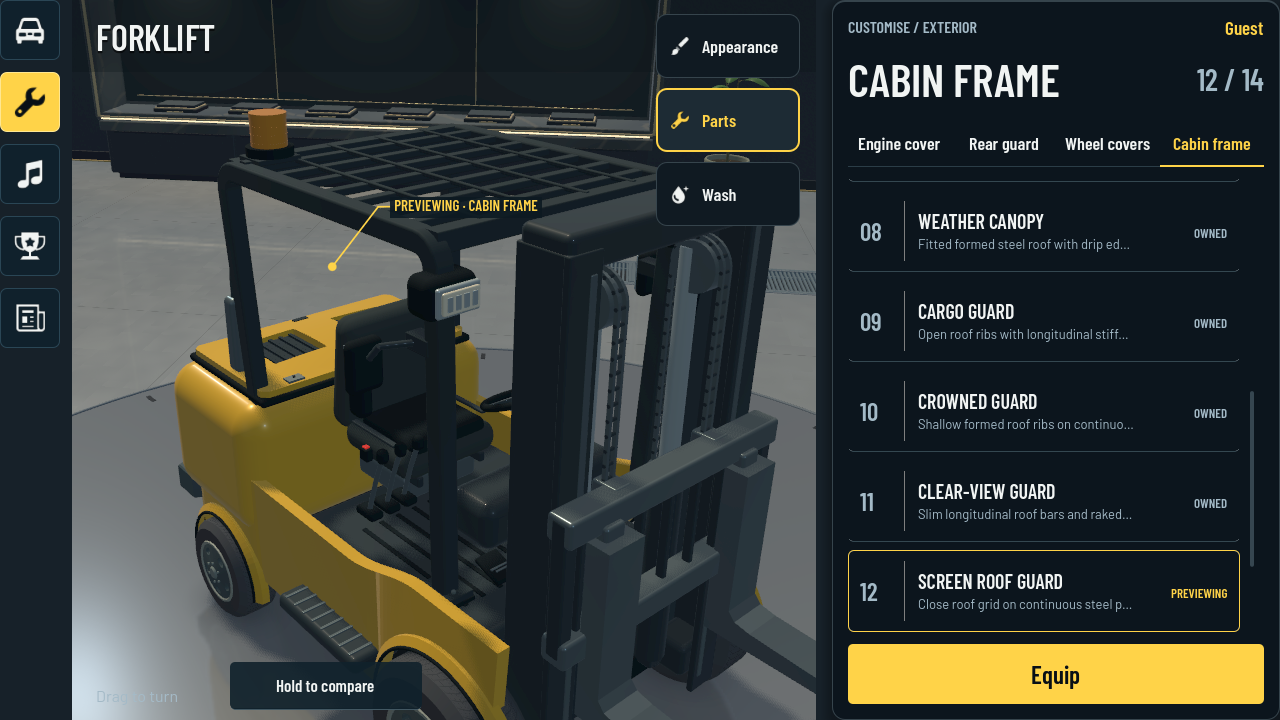 FORKLIFT
Appearance
Parts
Wash
PREVIEWING · CABIN FRAME
Drag to turn
Hold to compare
CUSTOMISE / EXTERIOR
Guest
CABIN FRAME
12 / 14
Engine cover
Rear guard
Wheel covers
Cabin frame
08
WEATHER CANOPY
Fitted formed steel roof with drip ed...
OWNED
09
CARGO GUARD
Open roof ribs with longitudinal stiff...
OWNED
10
CROWNED GUARD
Shallow formed roof ribs on continuo...
OWNED
11
CLEAR-VIEW GUARD
Slim longitudinal roof bars and raked...
OWNED
12
SCREEN ROOF GUARD
Close roof grid on continuous steel p...
PREVIEWING
Equip